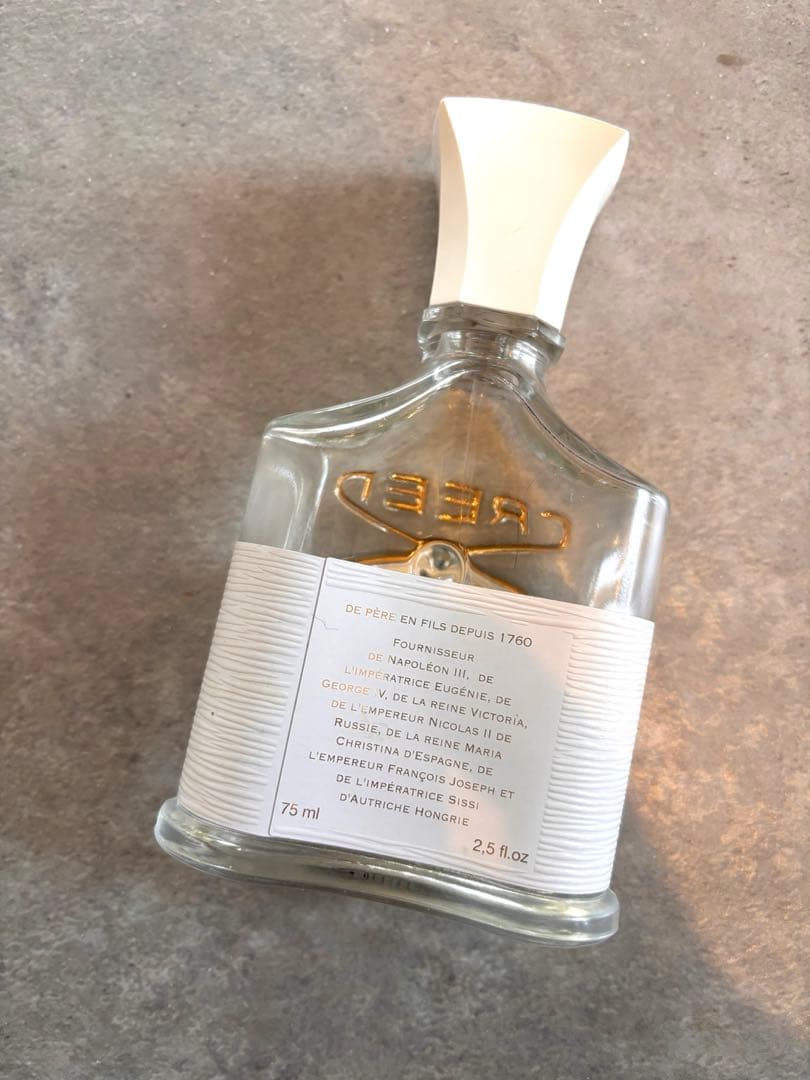 CREED
DE PÈRE EN FILS DEPUIS 1760
FOURNISSEUR
DE NAPOLÉON III, DE
L'IMPÉRATRICE EUGÉNIE, DE
GEORGE V, DE LA REINE VICTORIA,
DE L'EMPEREUR NICOLAS II DE
RUSSIE, DE LA REINE MARIA
CHRISTINA D'ESPAGNE, DE
L'EMPEREUR FRANÇOIS JOSEPH ET
DE L'IMPÉRATRICE SISSI
D'AUTRICHE HONGRIE
75 ml
2,5 fl.oz